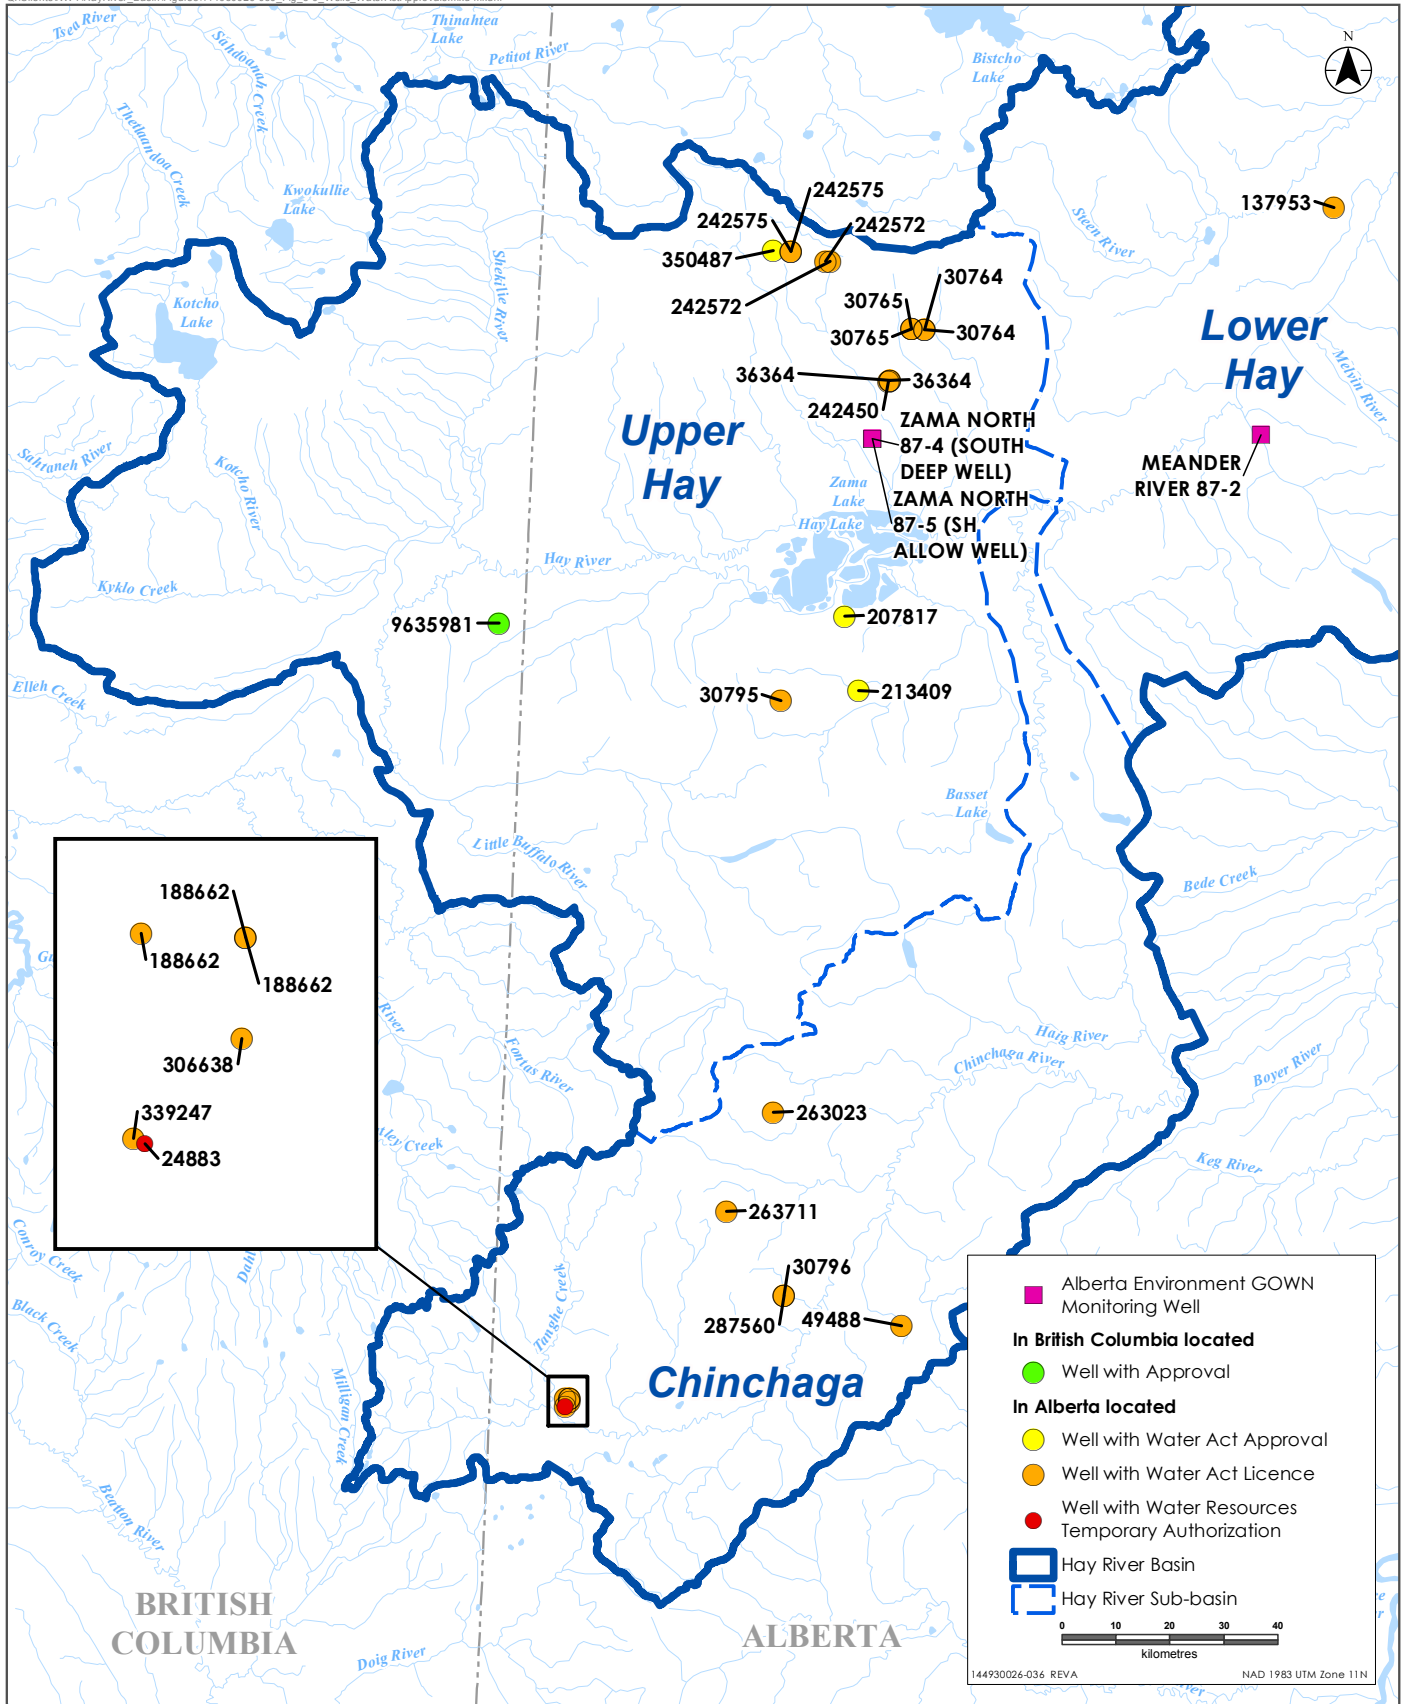 Tsea River
Sahdoanah Creek
Thinahtea
Lake
Petitot River
Bistcho
Lake
N
Thetlaandoa Creek
Kwokullie
Lake
Shekilie River
Kotcho
Lake
242575
242575
242572
350487
242572
30764
30765
30765
30764
137953
Steen River
Lower
Hay
Melvin River
36364
36364
242450
Upper
Hay
ZAMA NORTH
87-4 (SOUTH
DEEP WELL)
ZAMA NORTH
87-5 (SH
ALLOW WELL)
MEANDER
RIVER 87-2
Zama
Lake
Hay Lake
Sahtaneh River
Kotcho River
Hay River
Kyklo Creek
9635981
207817
Elleh Creek
30795
213409
Basset
Lake
Little Buffalo River
Bede Creek
188662
188662
188662
306638
339247
24883
River
Fontas River
Haig River
Chinchaga River
Boyer River
263023
Keg River
263711
Conroy Creek
Black Creek
Tanghe Creek
30796
287560
49488
Chinchaga
Milligan Creek
Beatton River
Doig River
BRITISH
COLUMBIA
ALBERTA
Alberta Environment GOWN
Monitoring Well
In British Columbia located
Well with Approval
In Alberta located
Well with Water Act Approval
Well with Water Act Licence
Well with Water Resources
Temporary Authorization
Hay River Basin
Hay River Sub-basin
0 10 20 30 40
kilometres
144930026-036 REVA
NAD 1983 UTM Zone 11N